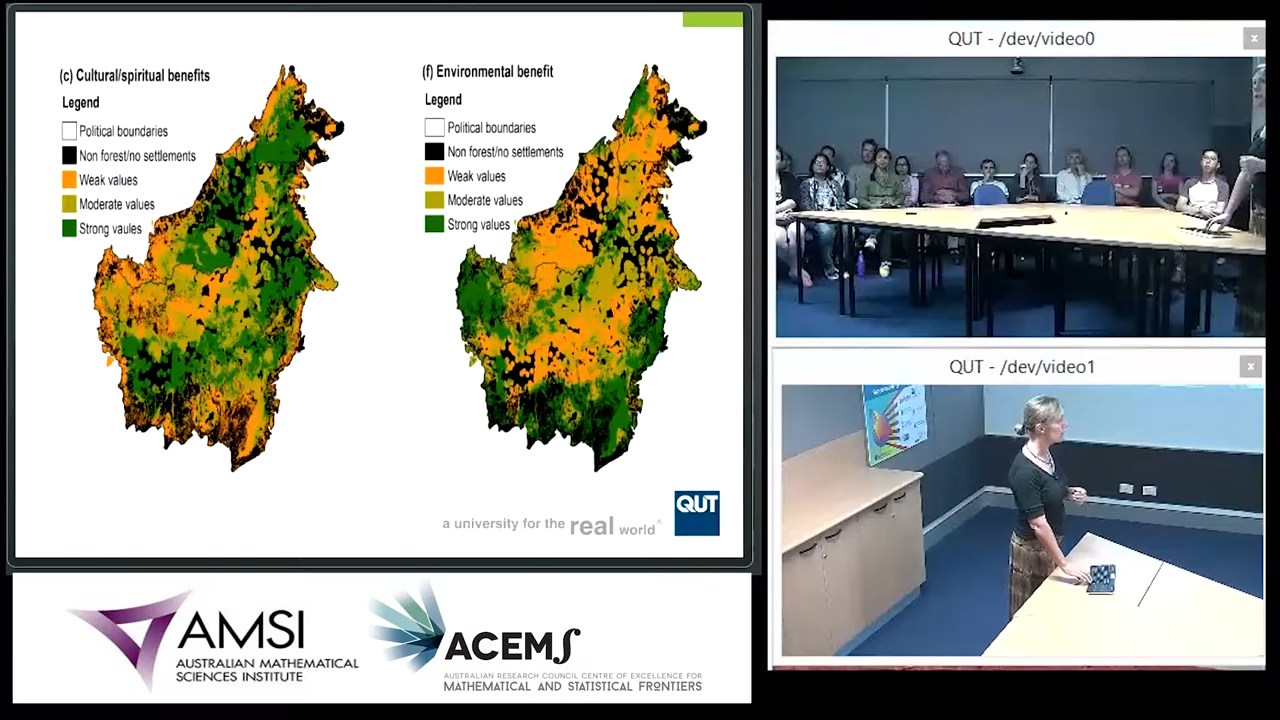 (c) Cultural/spiritual benefits
Legend
Political boundaries
Non forest/no settlements
Weak values
Moderate values
Strong vaules
(f) Environmental benefit
Legend
Political boundaries
Non forest/no settlements
Weak values
Moderate values
Strong values
a university for the real world®
QUT
AMSI
AUSTRALIAN MATHEMATICAL
SCIENCES INSTITUTE
ACEMS
AUSTRALIAN RESEARCH COUNCIL CENTRE OF EXCELLENCE FOR
MATHEMATICAL AND STATISTICAL FRONTIERS
QUT - /dev/video0
x
QUT - /dev/video1
x